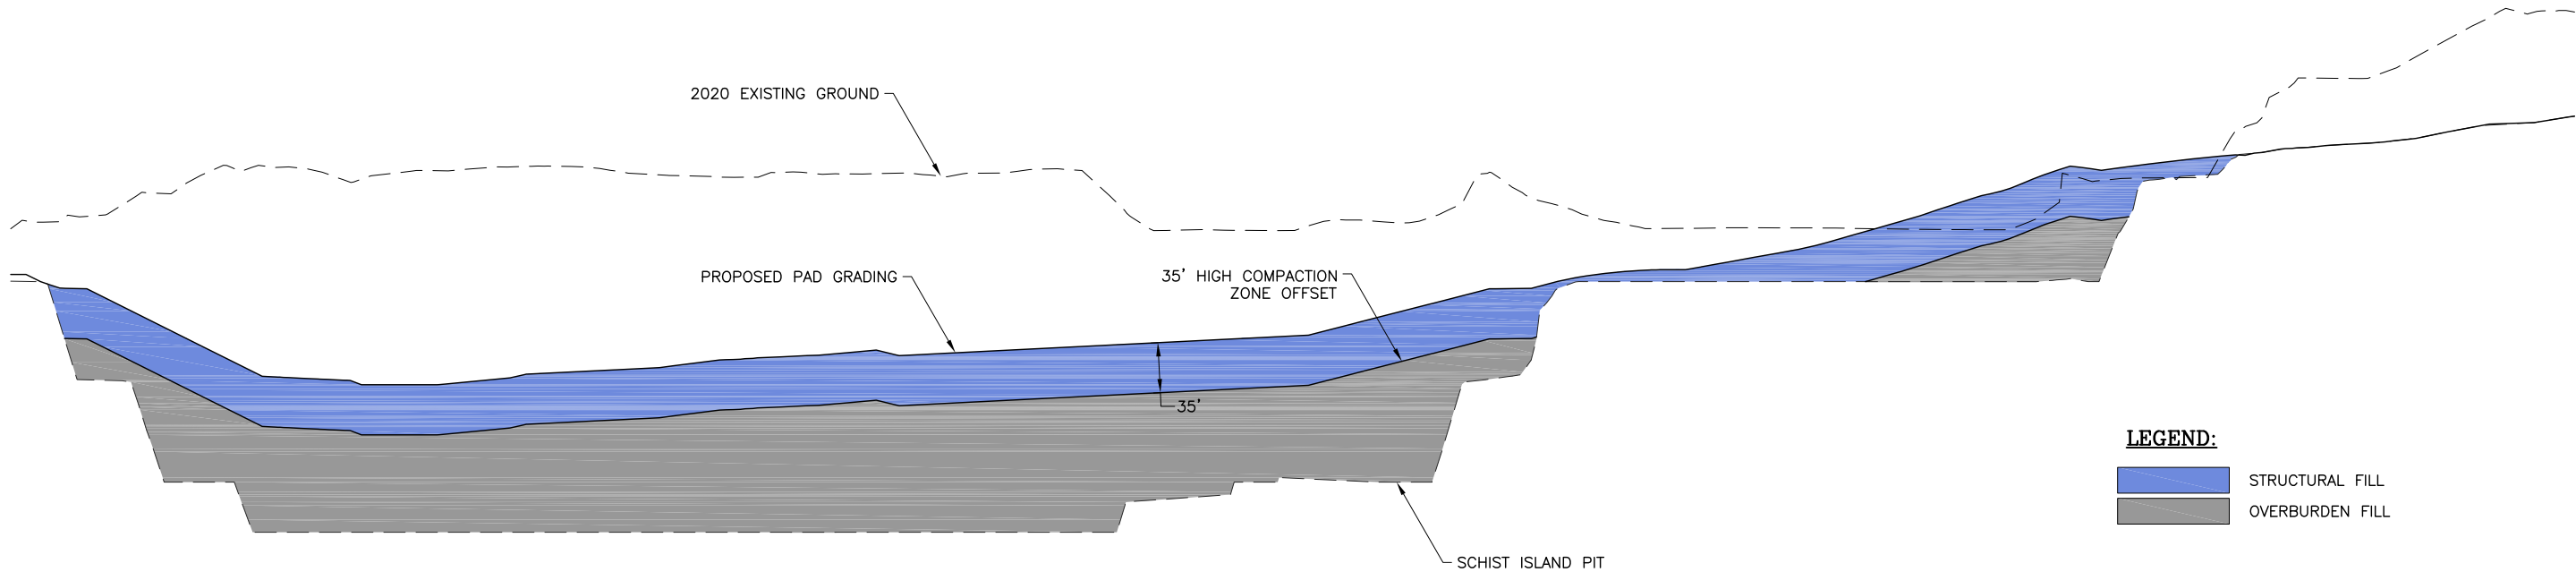 2020 EXISTING GROUND
PROPOSED PAD GRADING
35' HIGH COMPACTION
ZONE OFFSET
35'
LEGEND:
STRUCTURAL FILL
OVERBURDEN FILL
SCHIST ISLAND PIT